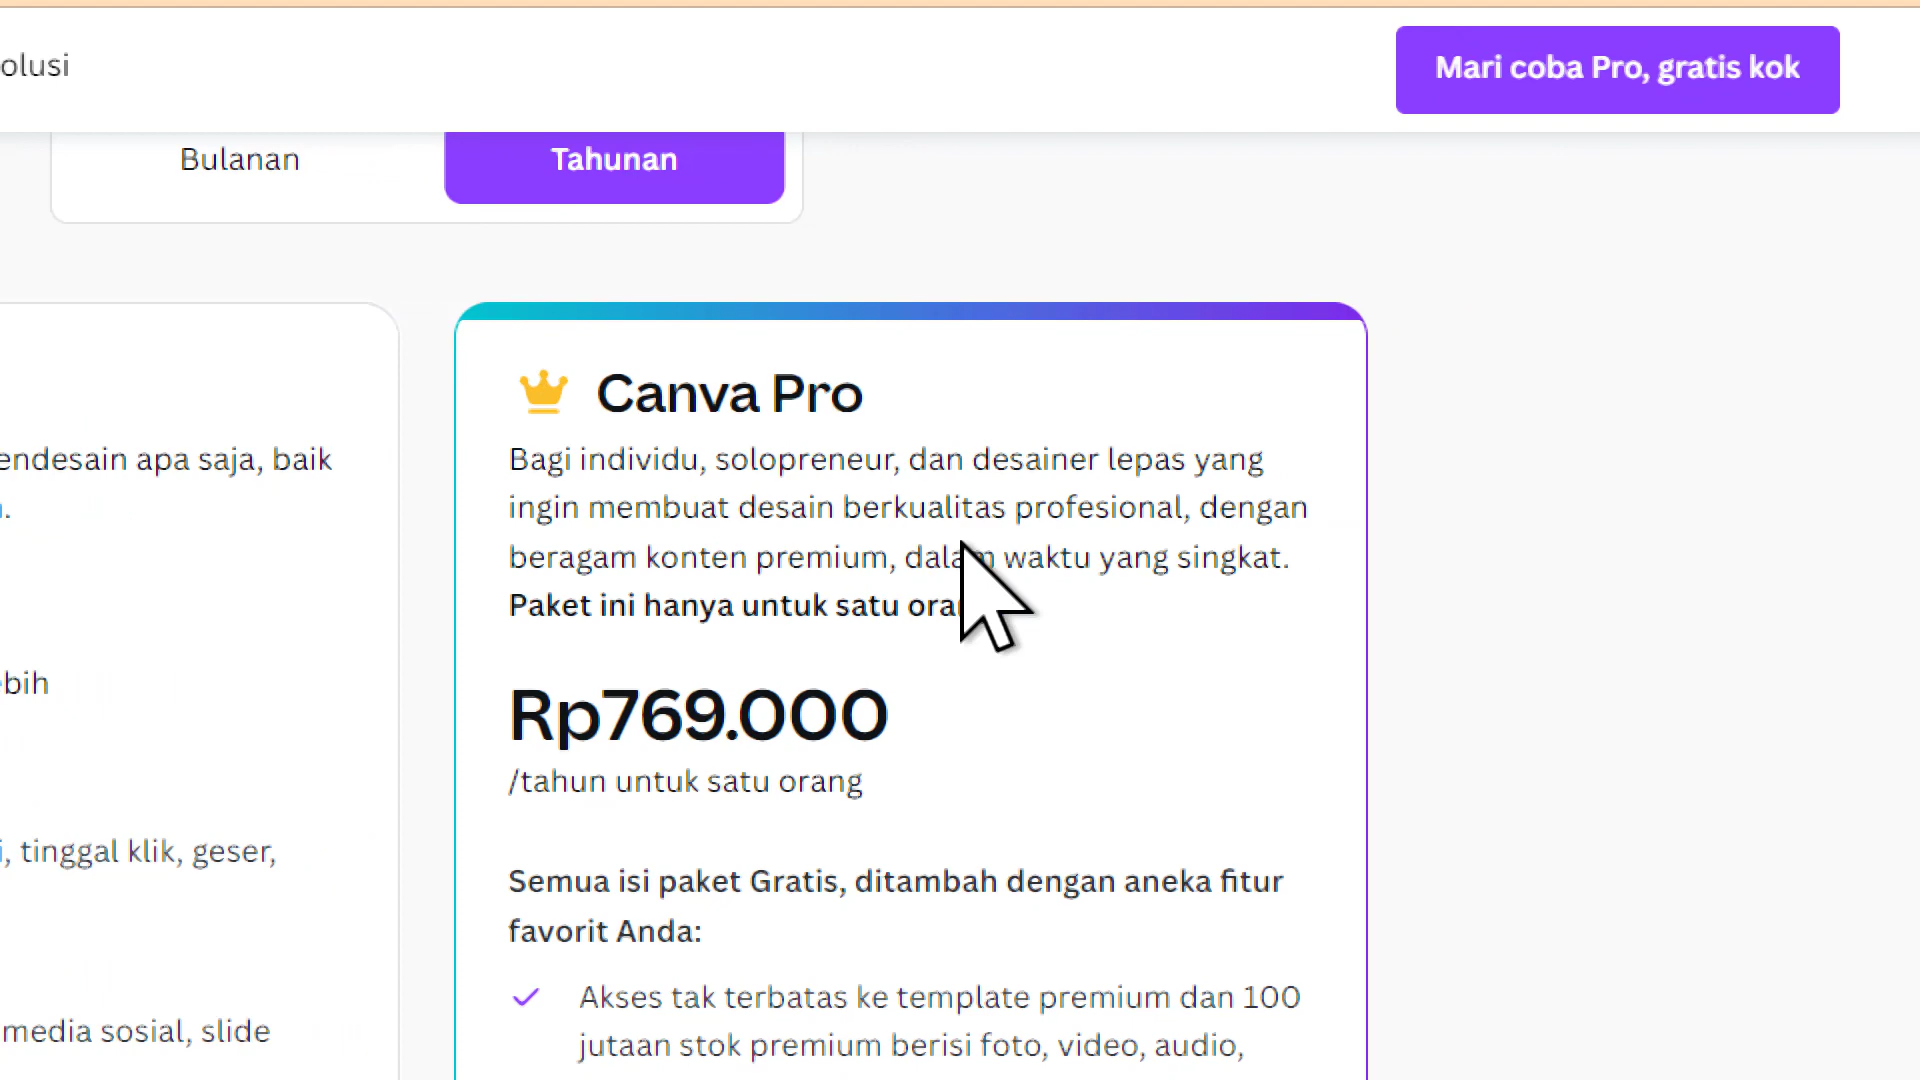 olusi
Mari coba Pro, gratis kok
Bulanan
Tahunan
endesain apa saja, baik
.
bih
, tinggal klik, geser,
media sosial, slide
Canva Pro
Bagi individu, solopreneur, dan desainer lepas yang
ingin membuat desain berkualitas profesional, dengan
beragam konten premium, dalam waktu yang singkat.
Paket ini hanya untuk satu
Rp769.000
/tahun untuk satu orang
Semua isi paket Gratis, ditambah dengan aneka fitur
favorit Anda:
Akses tak terbatas ke template premium dan 100
jutaan stok premium berisi foto, video, audio,